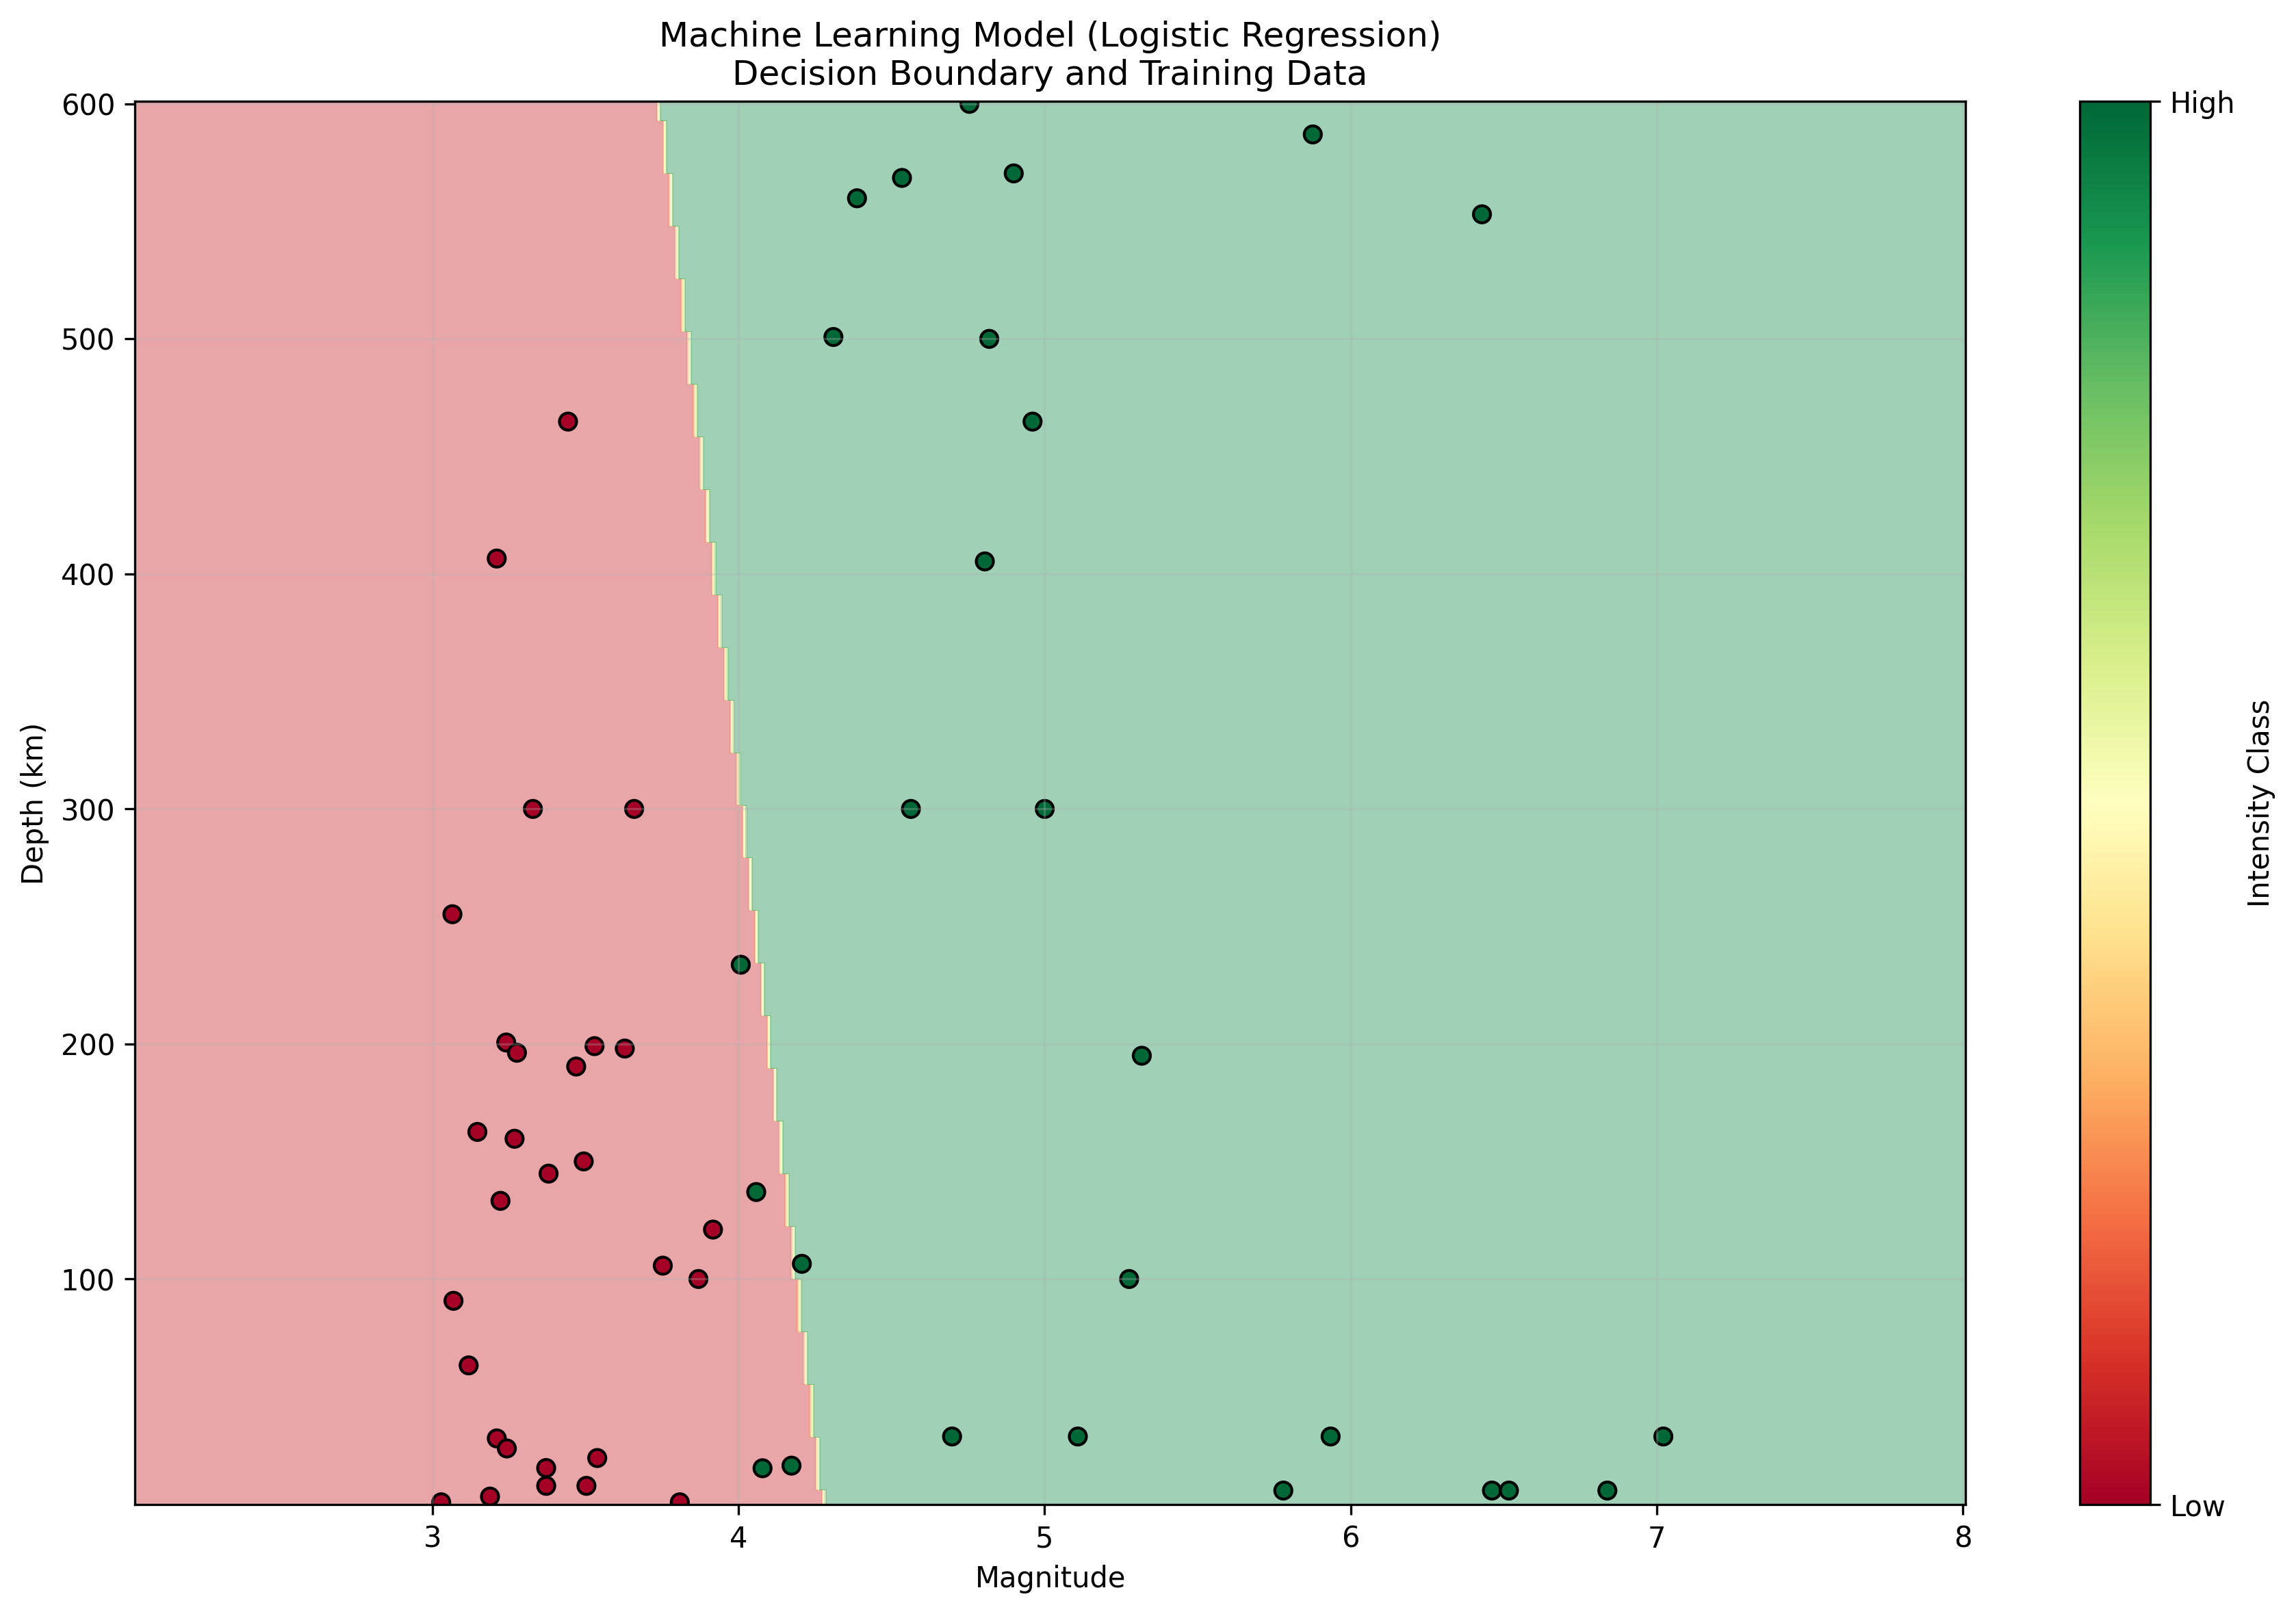 Machine Learning Model (Logistic Regression)
Decision Boundary and Training Data
600
500
400
300
200
100
Depth (km)
3
4
5
6
7
8
Magnitude
High
Low
Intensity Class